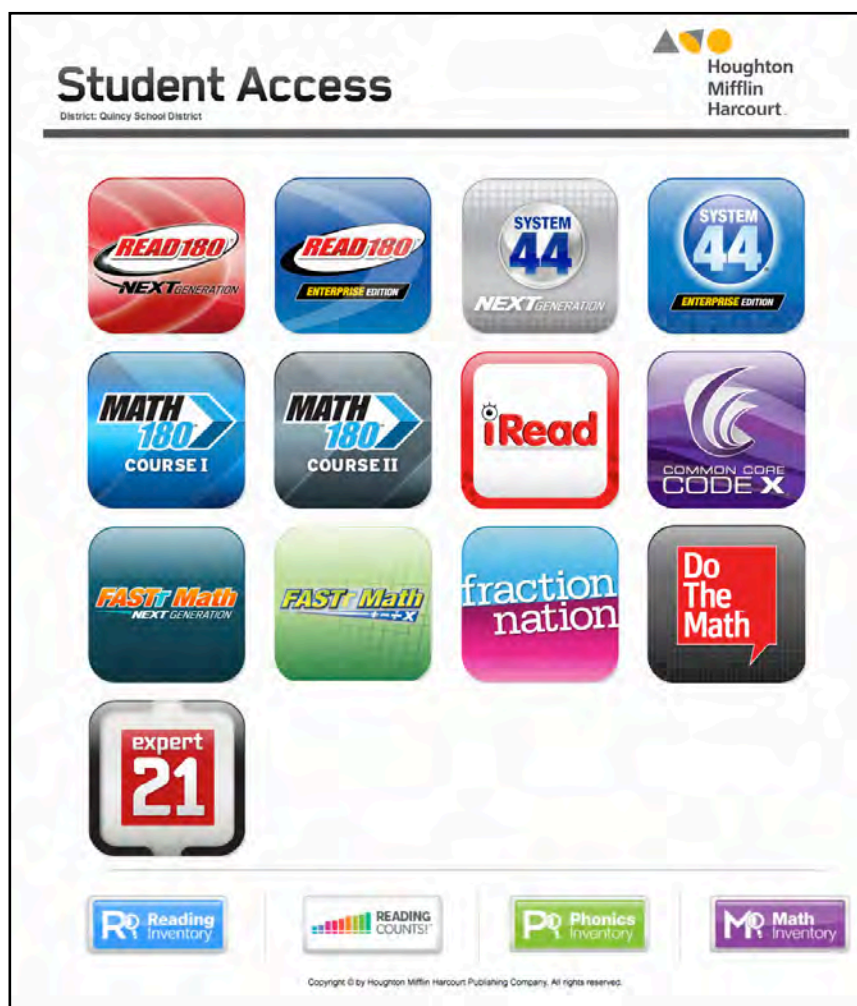 Student Access
District: Quincy School District
Houghton
Mifflin
Harcourt
READ 180
NEXT GENERATION
READ 180
ENTERPRISE EDITION
SYSTEM
44
NEXT GENERATION
SYSTEM
44
ENTERPRISE EDITION
MATH
180
COURSE I
MATH
180
COURSE II
iRead
COMMON CORE
CODE X
FASTT Math
NEXT GENERATION
FASTT Math
+−÷x
fraction
nation
Do
The
Math
expert
21
Reading
Inventory
READING
COUNTS!
Phonics
Inventory
Math
Inventory
Copyright © by Houghton Mifflin Harcourt Publishing Company. All rights reserved.